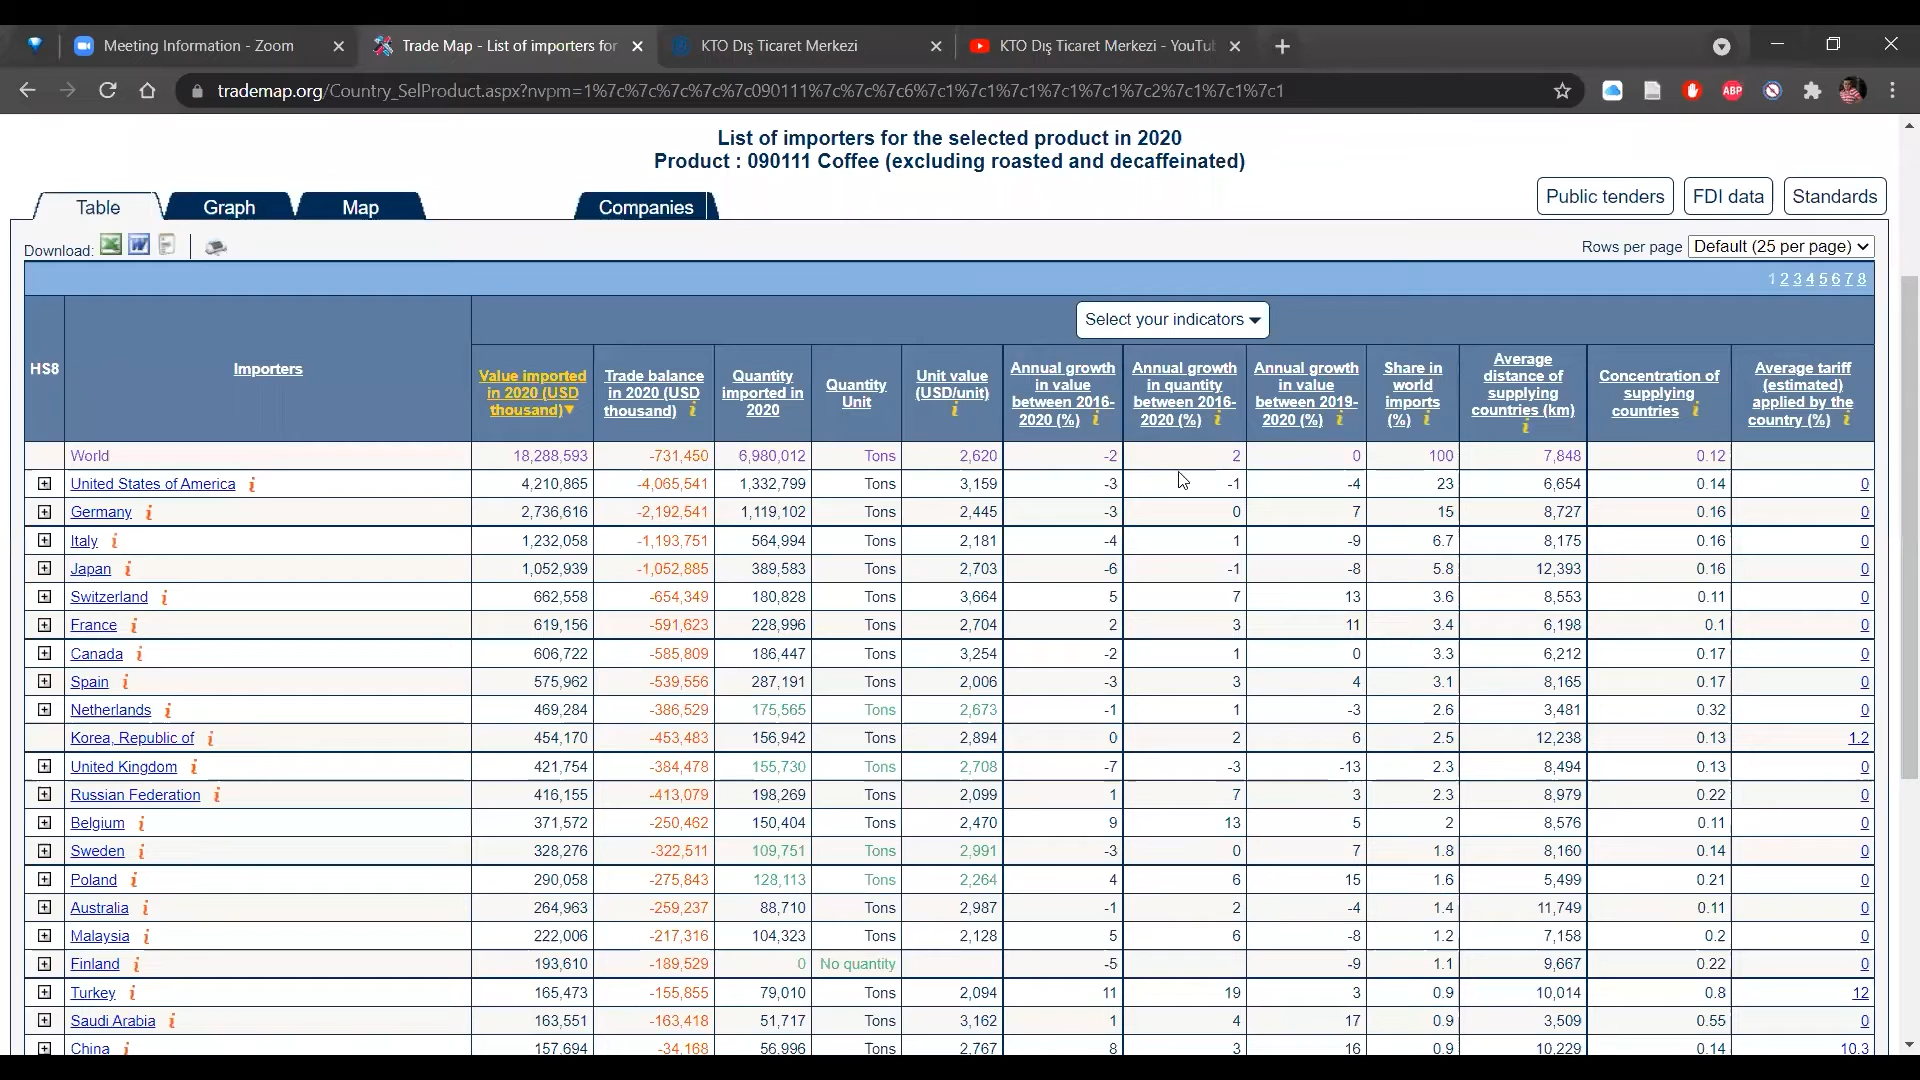 Meeting Information - Zoom
Trade Map - List of importers for
KTO Dış Ticaret Merkezi
KTO Dış Ticaret Merkezi - YouTu
trademap.org/Country_SelProduct.aspx?nvpm=1%7c%7c%7c%7c%7c090111%7c%7c%7c6%7c1%7c1%7c1%7c1%7c1%7c2%7c1%7c1%7c1
ABP
List of importers for the selected product in 2020
Product : 090111 Coffee (excluding roasted and decaffeinated)
Table Graph Map Companies Public tenders FDI data Standards
Download: Rows per page Default (25 per page)
1 2 3 4 5 6 7 8
Select your indicators
HS8 Importers Value imported in 2020 (USD thousand) Trade balance in 2020 (USD thousand) i Quantity imported in 2020 Quantity Unit Unit value (USD/unit) i Annual growth in value between 2016-2020 (%) i Annual growth in quantity between 2016-2020 (%) i Annual growth in value between 2019-2020 (%) i Share in world imports (%) i Average distance of supplying countries (km) i Concentration of supplying countries i Average tariff (estimated) applied by the country (%) i
World 18,288,593 -731,450 6,980,012 Tons 2,620 -2 2 0 100 7,848 0.12
United States of America i 4,210,865 -4,065,541 1,332,799 Tons 3,159 -3 -1 -4 23 6,654 0.14 0
Germany i 2,736,616 -2,192,541 1,119,102 Tons 2,445 -3 0 7 15 8,727 0.16 0
Italy i 1,232,058 -1,193,751 564,994 Tons 2,181 -4 1 -9 6.7 8,175 0.16 0
Japan i 1,052,939 -1,052,885 389,583 Tons 2,703 -6 -1 -8 5.8 12,393 0.16 0
Switzerland i 662,558 -654,349 180,828 Tons 3,664 5 7 13 3.6 8,553 0.11 0
France i 619,156 -591,623 228,996 Tons 2,704 2 3 11 3.4 6,198 0.1 0
Canada i 606,722 -585,809 186,447 Tons 3,254 -2 1 0 3.3 6,212 0.17 0
Spain i 575,962 -539,556 287,191 Tons 2,006 -3 3 4 3.1 8,165 0.17 0
Netherlands i 469,284 -386,529 175,565 Tons 2,673 -1 1 -3 2.6 3,481 0.32 0
Korea, Republic of i 454,170 -453,483 156,942 Tons 2,894 0 2 6 2.5 12,238 0.13 1.2
United Kingdom i 421,754 -384,478 155,730 Tons 2,708 -7 -3 -13 2.3 8,494 0.13 0
Russian Federation i 416,155 -413,079 198,269 Tons 2,099 1 7 3 2.3 8,979 0.22 0
Belgium i 371,572 -250,462 150,404 Tons 2,470 9 13 5 2 8,576 0.11 0
Sweden i 328,276 -322,511 109,751 Tons 2,991 -3 0 7 1.8 8,160 0.14 0
Poland i 290,058 -275,843 128,113 Tons 2,264 4 6 15 1.6 5,499 0.21 0
Australia i 264,963 -259,237 88,710 Tons 2,987 -1 2 -4 1.4 11,749 0.11 0
Malaysia i 222,006 -217,316 104,323 Tons 2,128 5 6 -8 1.2 7,158 0.2 0
Finland i 193,610 -189,529 0 No quantity -5 -9 1.1 9,667 0.22 0
Turkey i 165,473 -155,855 79,010 Tons 2,094 11 19 3 0.9 10,014 0.8 12
Saudi Arabia i 163,551 -163,418 51,717 Tons 3,162 1 4 17 0.9 3,509 0.55 0
China i 157,694 -34,168 56,996 Tons 2,767 8 3 16 0.9 10,229 0.14 10.3